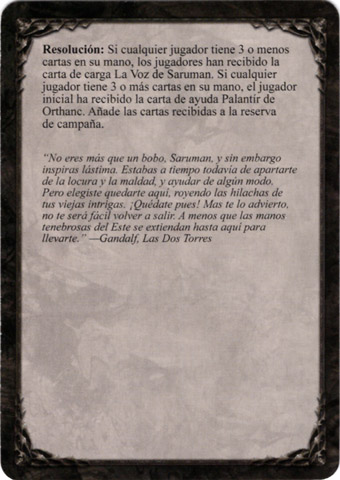 Resolución: Si cualquier jugador tiene 3 o menos
cartas en su mano, los jugadores han recibido la
carta de carga La Voz de Saruman. Si cualquier
jugador tiene 3 o más cartas en su mano, el jugador
inicial ha recibido la carta de ayuda Palantír de
Orthanc. Añade las cartas recibidas a la reserva
de campaña.
“No eres más que un bobo, Saruman, y sin embargo
inspiras lástima. Estabas a tiempo todavía de apartarte
de la locura y la maldad, y ayudar de algún modo.
Pero elegiste quedarte aquí, royendo las hilachas de
tus viejas intrigas. ¡Quédate pues! Mas te lo advierto,
no te será fácil volver a salir. A menos que las manos
tenebrosas del Este se extiendan hasta aquí para
llevarte.” —Gandalf, Las Dos Torres